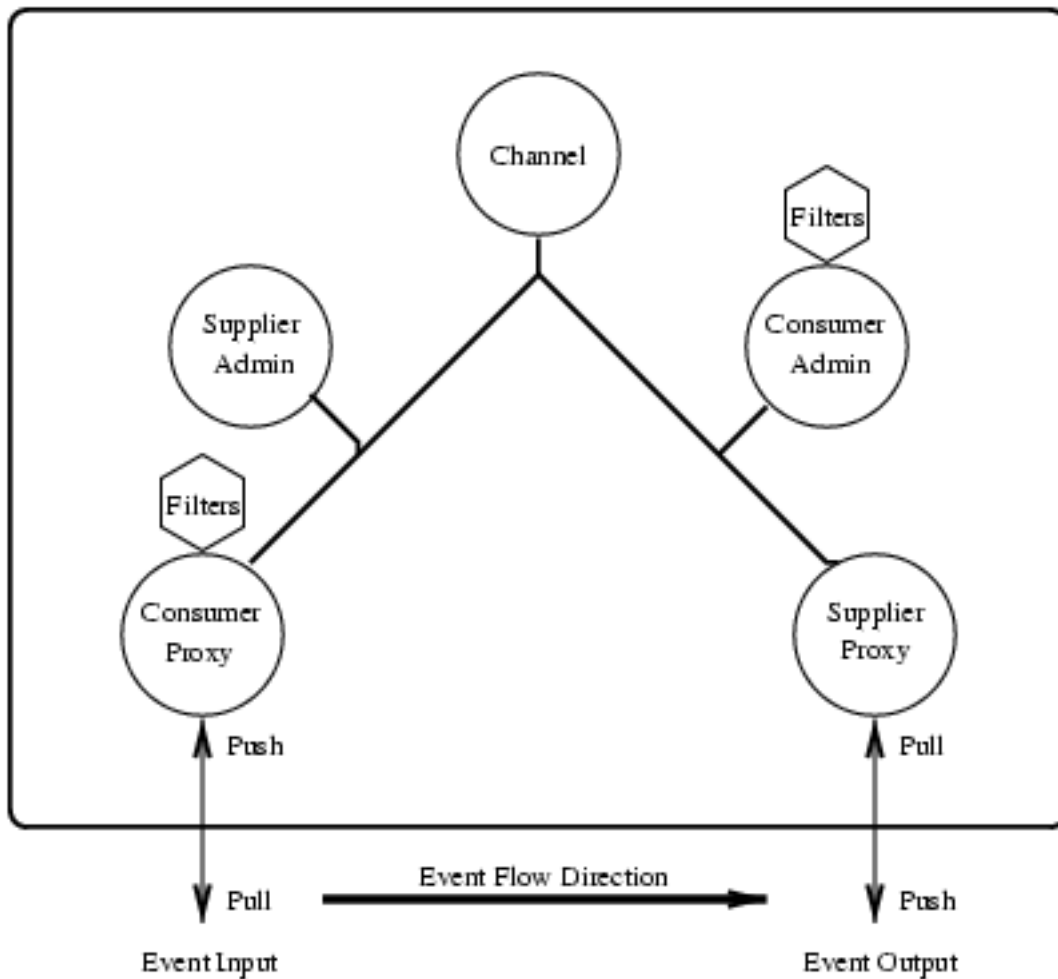 Channel
Filters
Supplier
Admin
Consumer
Admin
Filters
Consumer
Proxy
Supplier
Proxy
Push
Pull
Event Flow Direction
Pull
Push
Event Input
Event Output